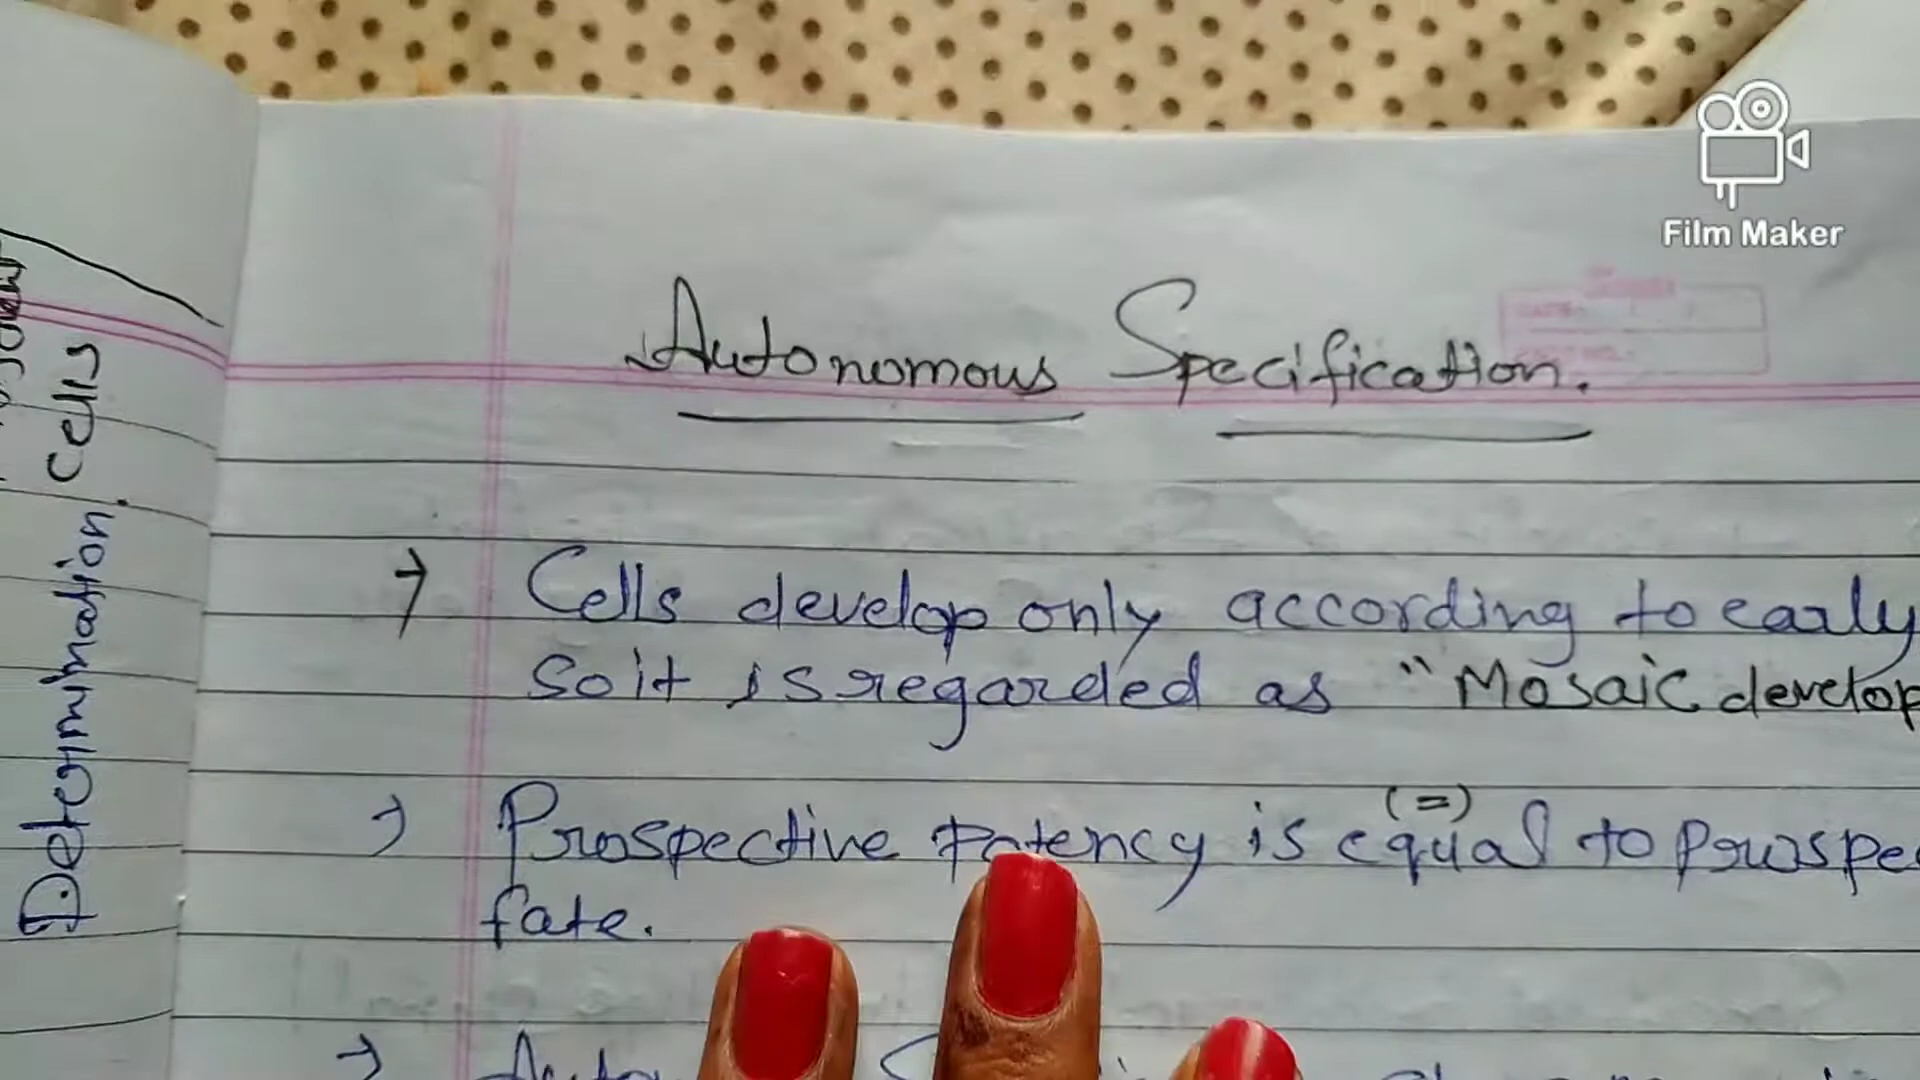 Film Maker
Autonomous Specification.
→ Cells develop only according to early
so it is regarded as "Mosaic develop
→ Prospective Potency is equal to Prospec
(=)
fate.
→
cells
Determination.